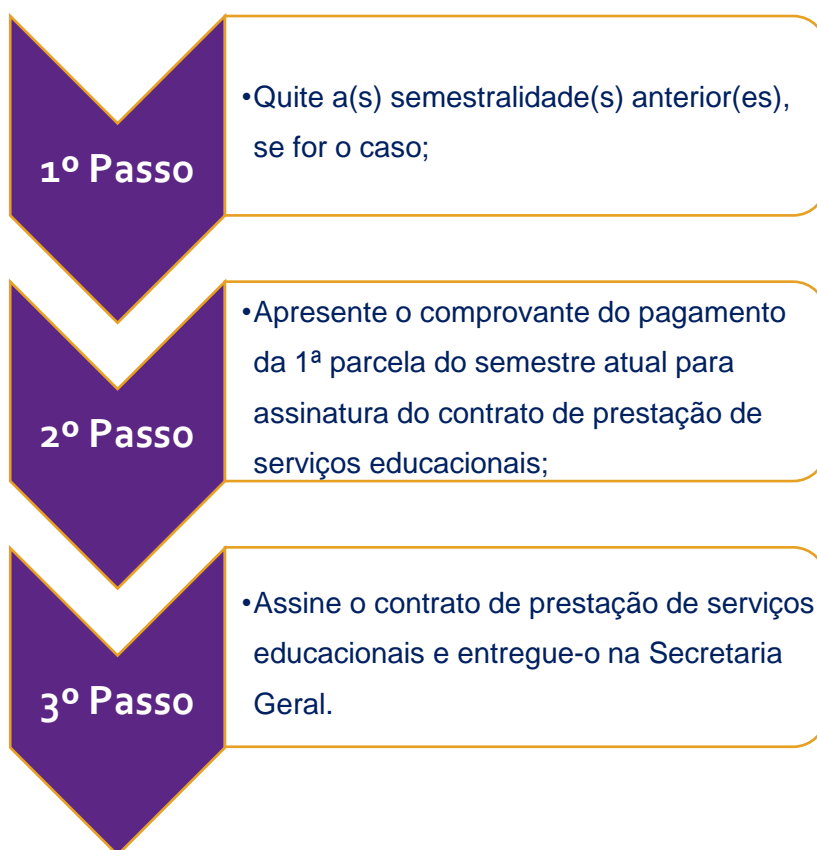 1º Passo
•Quite a(s) semestralidade(s) anterior(es),
se for o caso;
2º Passo
•Apresente o comprovante do pagamento
da 1ª parcela do semestre atual para
assinatura do contrato de prestação de
serviços educacionais;
3º Passo
•Assine o contrato de prestação de serviços
educacionais e entregue-o na Secretaria
Geral.